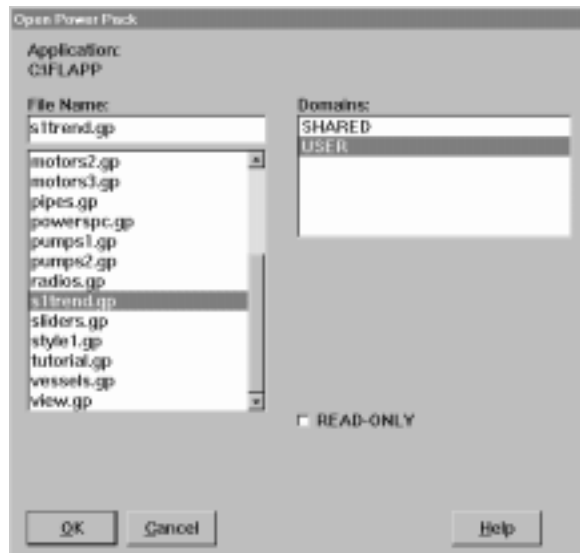 Open Power Pack
Application:
C:\FLAPP
File Name:
s1trend.gp
motors2.gp
motors3.gp
pipes.gp
powerspc.gp
pumps1.gp
pumps2.gp
radios.gp
s1trend.gp
sliders.gp
style1.gp
tutorial.gp
vessels.gp
view.gp
Domains:
SHARED
USER
READ-ONLY
OK
Cancel
Help